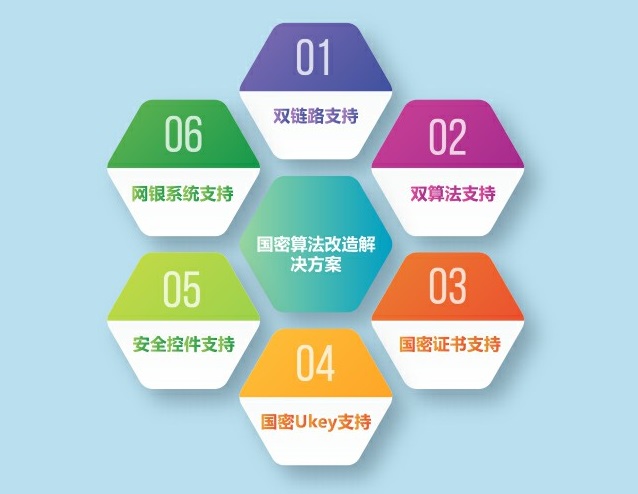 01
双链路支持
02
双算法支持
03
国密证书支持
04
国密Ukey支持
05
安全控件支持
06
网银系统支持
国密算法改造解
决方案